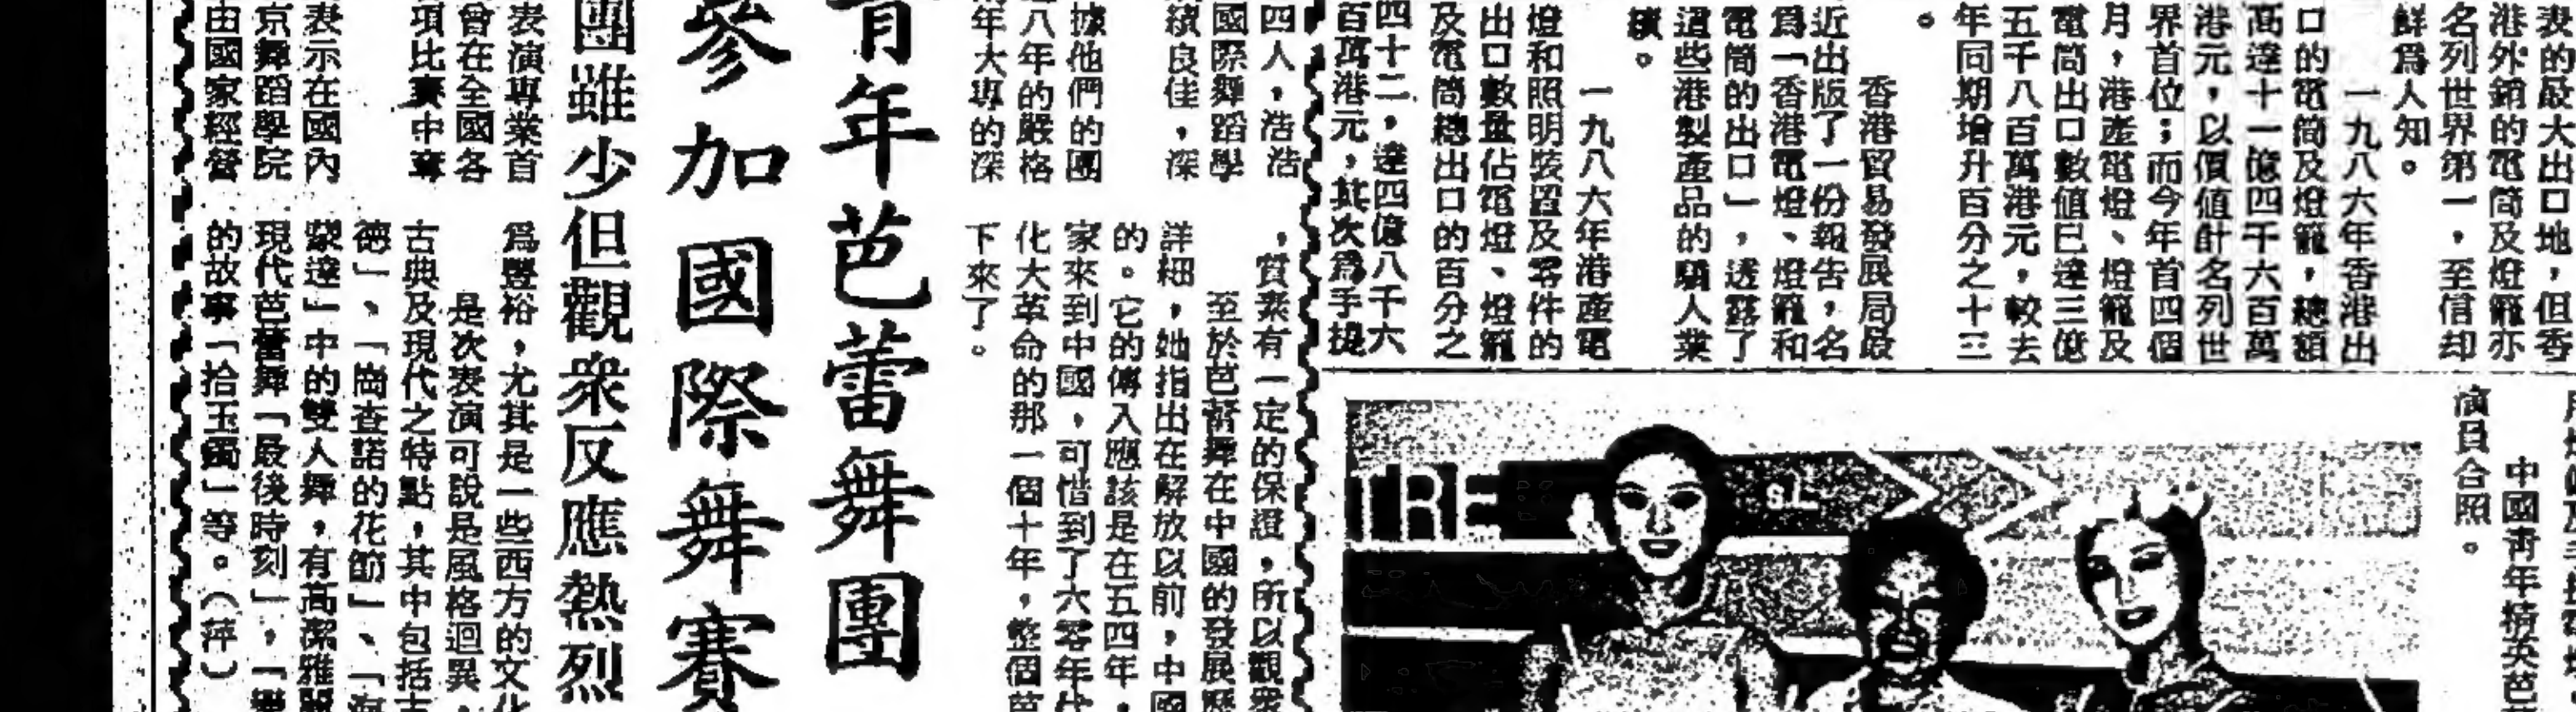 表的最大出口地，但香
港外銷的電筒及燈籠亦
名列世界第一，至信却
鮮爲人知。
一九八六年香港出
口的電筒及燈籠，總額
高達十一億四千六百萬
港元，以價值計名列世
界首位；而今年首四個
月，港產電燈、燈籠及
電筒出口數值已達三億
五千八百萬港元，較去
年同期增升百分之十三
。
香港貿易發展局最
近出版了一份報告，名
爲「香港電燈、燈籠和
電筒的出口」，透露了
這些港製產品的驕人業
績。
一九八六年港產電
燈和照明裝置及零件的
出口數量佔電燈、燈籠
及電筒總出口的百分之
四十二，達四億八千六
百萬港元，其次爲手提
演員合照。
中國青年精英芭
四人，浩浩
國際舞蹈學
績良佳，深
據他們的團
八年的嚴格
年大專的深
，質素有一定的保證，所以觀衆
至於芭蕾舞在中國的發展歷
詳細，她指出在解放以前，中國
的。它的傳入應該是在五四年，
家來到中國，可惜到了六零年代
化大革命的那一個十年，整個芭
下來了。
青年芭蕾舞團
參加國際舞賽
團雖少但觀衆反應熱烈
表演專業首
曾在全國各
項比賽中奪
表示在國內
京舞蹈學院
由國家經營
爲豐裕，尤其是一些西方的文化
是次表演可說是風格迴異，
古典及現代之特點，其中包括古
德」、「崗查諾的花節」、「海
蒙達」中的雙人舞，有高潔雅
現代芭蕾舞「最後時刻」，「
的故事「拾玉鐲」等。（萍）